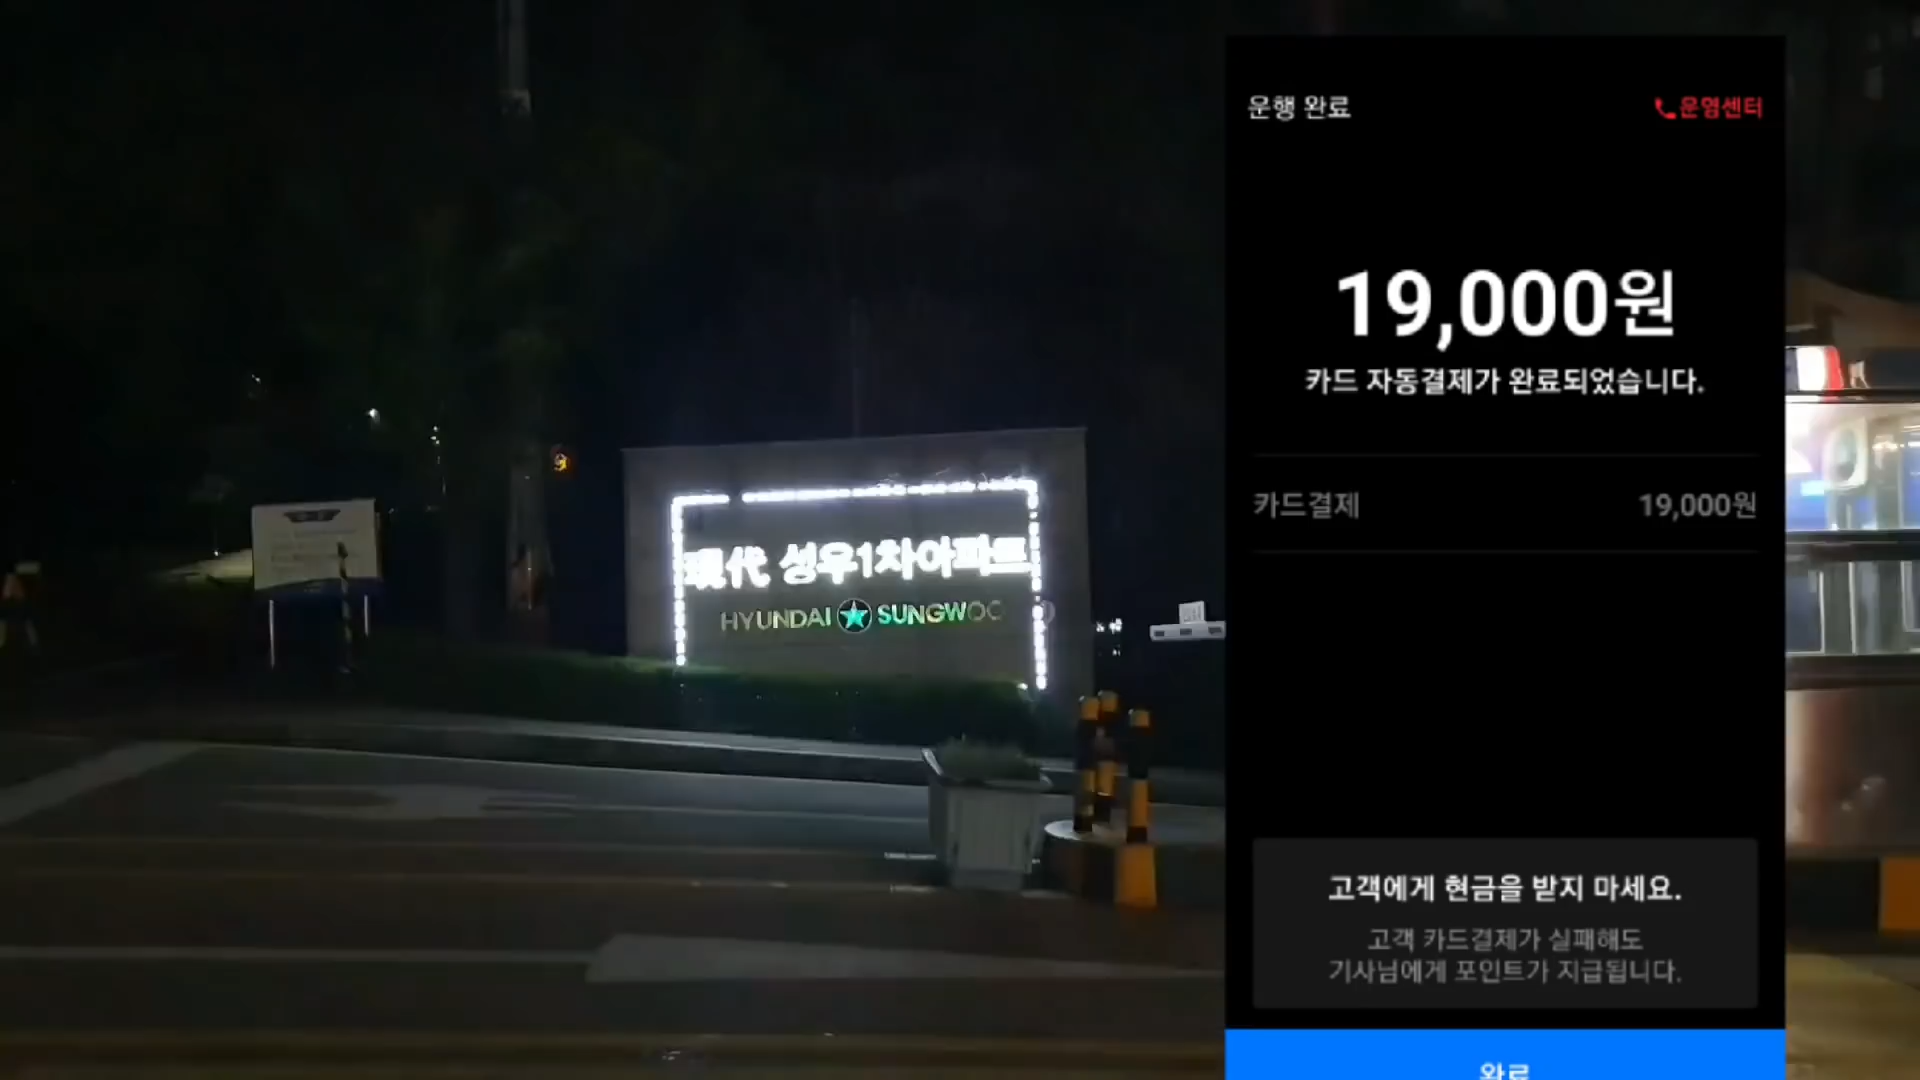 現代 성우1차아파트
HYUNDAI SUNGWOO
운행 완료
운영센터
19,000원
카드 자동결제가 완료되었습니다.
카드결제 19,000원
고객에게 현금을 받지 마세요.
고객 카드결제가 실패해도
기사님에게 포인트가 지급됩니다.
완료